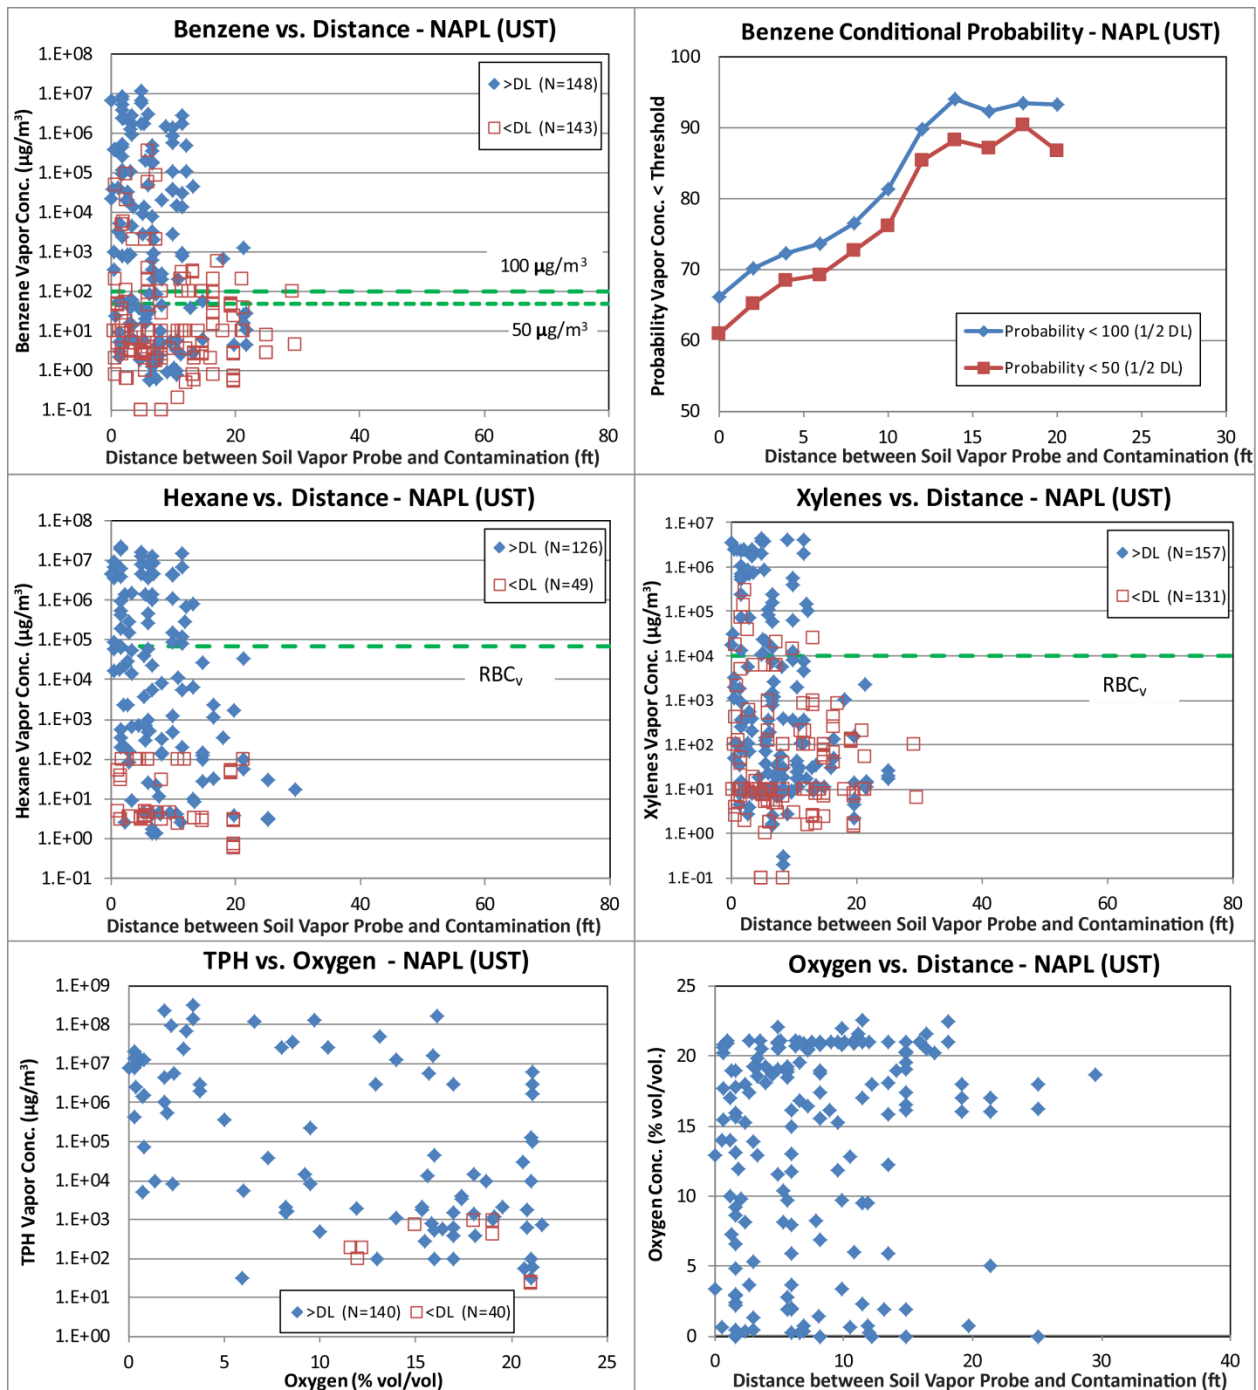 Benzene vs. Distance - NAPL (UST)
1.E+08
1.E+07
1.E+06
1.E+05
1.E+04
1.E+03
1.E+02
1.E+01
1.E+00
1.E-01
Benzene Vapor Conc. (µg/m³)
>DL (N=148)
<DL (N=143)
100 µg/m³
50 µg/m³
0 20 40 60 80
Distance between Soil Vapor Probe and Contamination (ft)
Benzene Conditional Probability - NAPL (UST)
100
90
80
70
60
50
Probability Vapor Conc. < Threshold
Probability < 100 (1/2 DL)
Probability < 50 (1/2 DL)
0 5 10 15 20 25 30
Distance between Soil Vapor Probe and Contamination (ft
Hexane vs. Distance - NAPL (UST)
1.E+08
1.E+07
1.E+06
1.E+05
1.E+04
1.E+03
1.E+02
1.E+01
1.E+00
1.E-01
Hexane Vapor Conc. (µg/m³)
>DL (N=126)
<DL (N=49)
RBCv
0 20 40 60 80
Distance between Soil Vapor Probe and Contamination (ft)
Xylenes vs. Distance - NAPL (UST)
1.E+07
1.E+06
1.E+05
1.E+04
1.E+03
1.E+02
1.E+01
1.E+00
1.E-01
Xylenes Vapor Conc. (µg/m³)
>DL (N=157)
<DL (N=131)
RBCv
0 20 40 60 80
Distance between Soil Vapor Probe and Contamination (ft)
TPH vs. Oxygen - NAPL (UST)
1.E+09
1.E+08
1.E+07
1.E+06
1.E+05
1.E+04
1.E+03
1.E+02
1.E+01
1.E+00
TPH Vapor Conc. (µg/m³)
>DL (N=140) <DL (N=40)
0 5 10 15 20 25
Oxygen (% vol/vol)
Oxygen vs. Distance - NAPL (UST)
25
20
15
10
5
0
Oxygen Conc. (% vol/vol.)
0 10 20 30 40
Distance between Soil Vapor Probe and Contamination (ft)